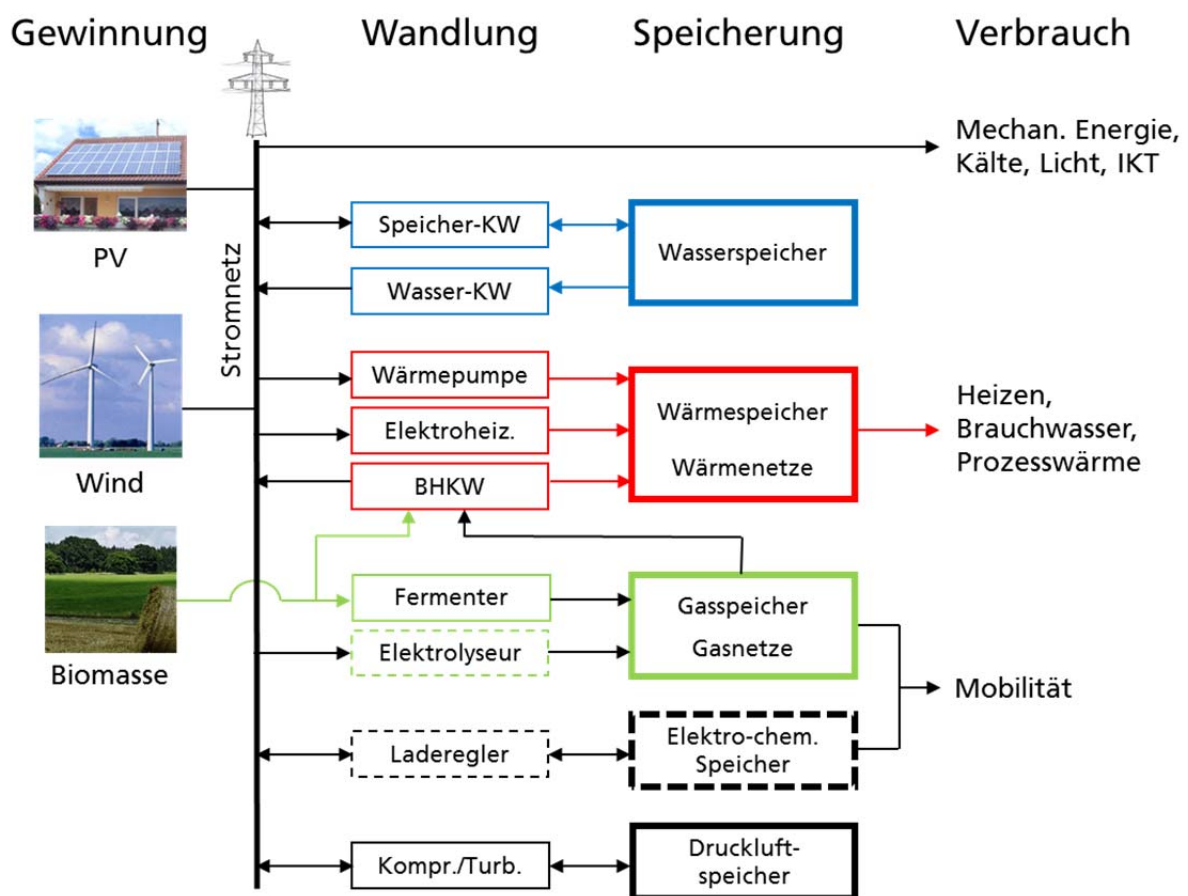 Gewinnung
Wandlung
Speicherung
Verbrauch
PV
Wind
Biomasse
Stromnetz
Speicher-KW
Wasser-KW
Wärmepumpe
Elektroheiz.
BHKW
Fermenter
Elektrolyseur
Laderegler
Kompr./Turb.
Wasserspeicher
Wärmespeicher
Wärmenetze
Gasspeicher
Gasnetze
Elektro-chem.
Speicher
Druckluft-
speicher
Mechan. Energie,
Kälte, Licht, IKT
Heizen,
Brauchwasser,
Prozesswärme
Mobilität